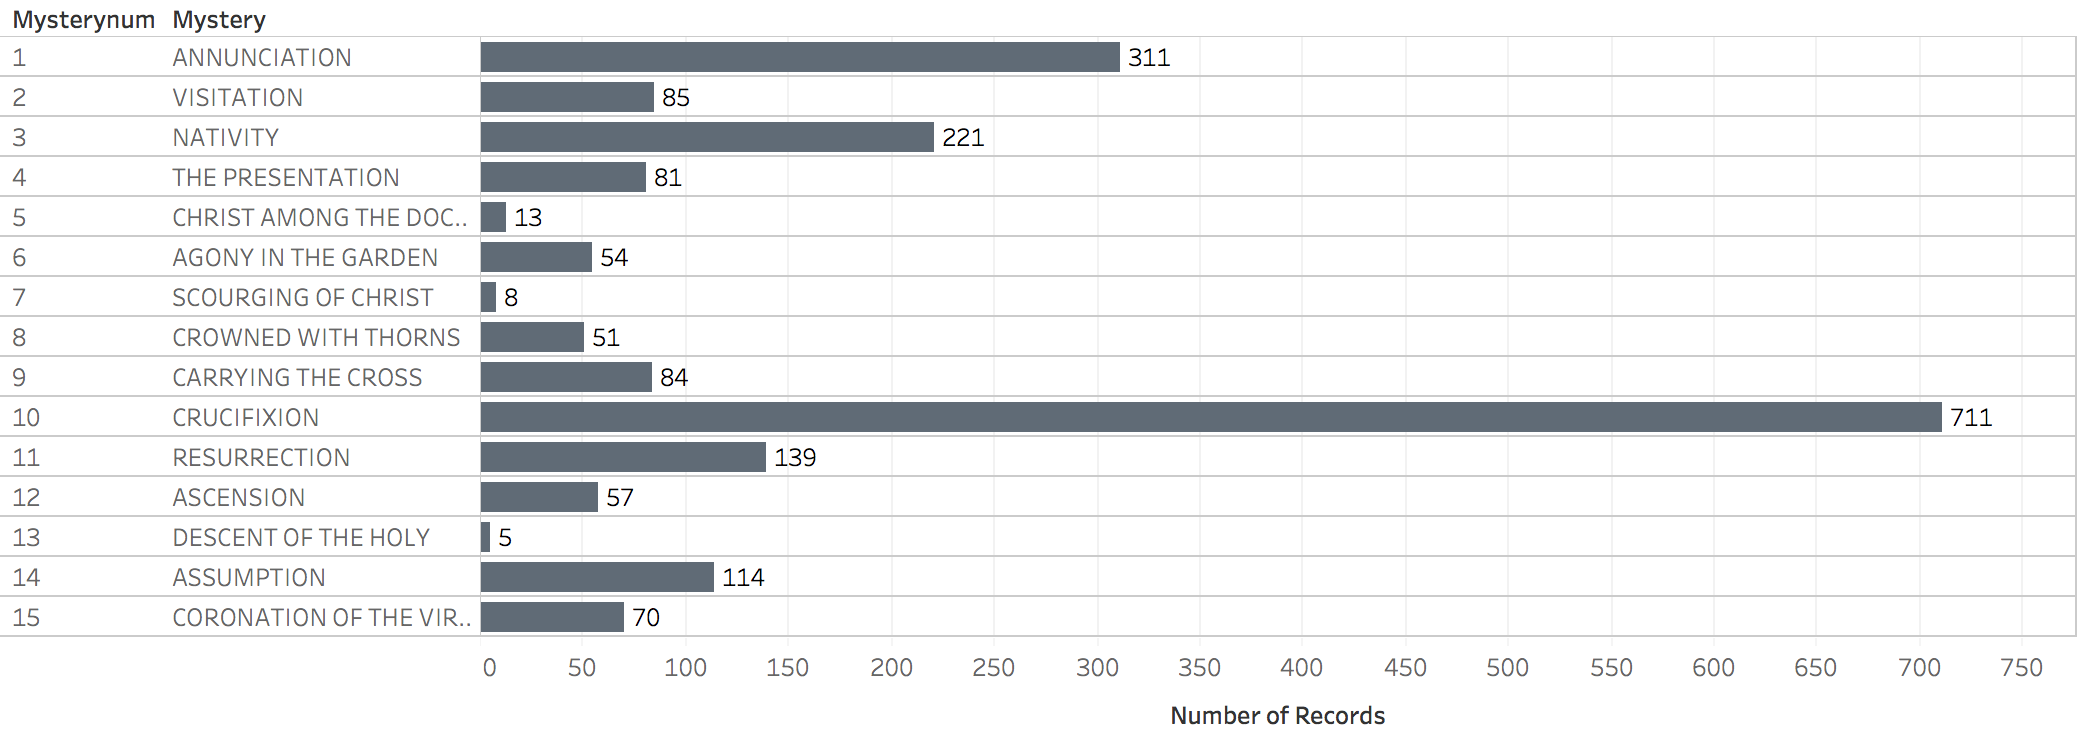 Mysterynum Mystery
1 ANNUNCIATION 311
2 VISITATION 85
3 NATIVITY 221
4 THE PRESENTATION 81
5 CHRIST AMONG THE DOC.. 13
6 AGONY IN THE GARDEN 54
7 SCOURGING OF CHRIST 8
8 CROWNED WITH THORNS 51
9 CARRYING THE CROSS 84
10 CRUCIFIXION 711
11 RESURRECTION 139
12 ASCENSION 57
13 DESCENT OF THE HOLY 5
14 ASSUMPTION 114
15 CORONATION OF THE VIR.. 70
0 50 100 150 200 250 300 350 400 450 500 550 600 650 700 750
Number of Records